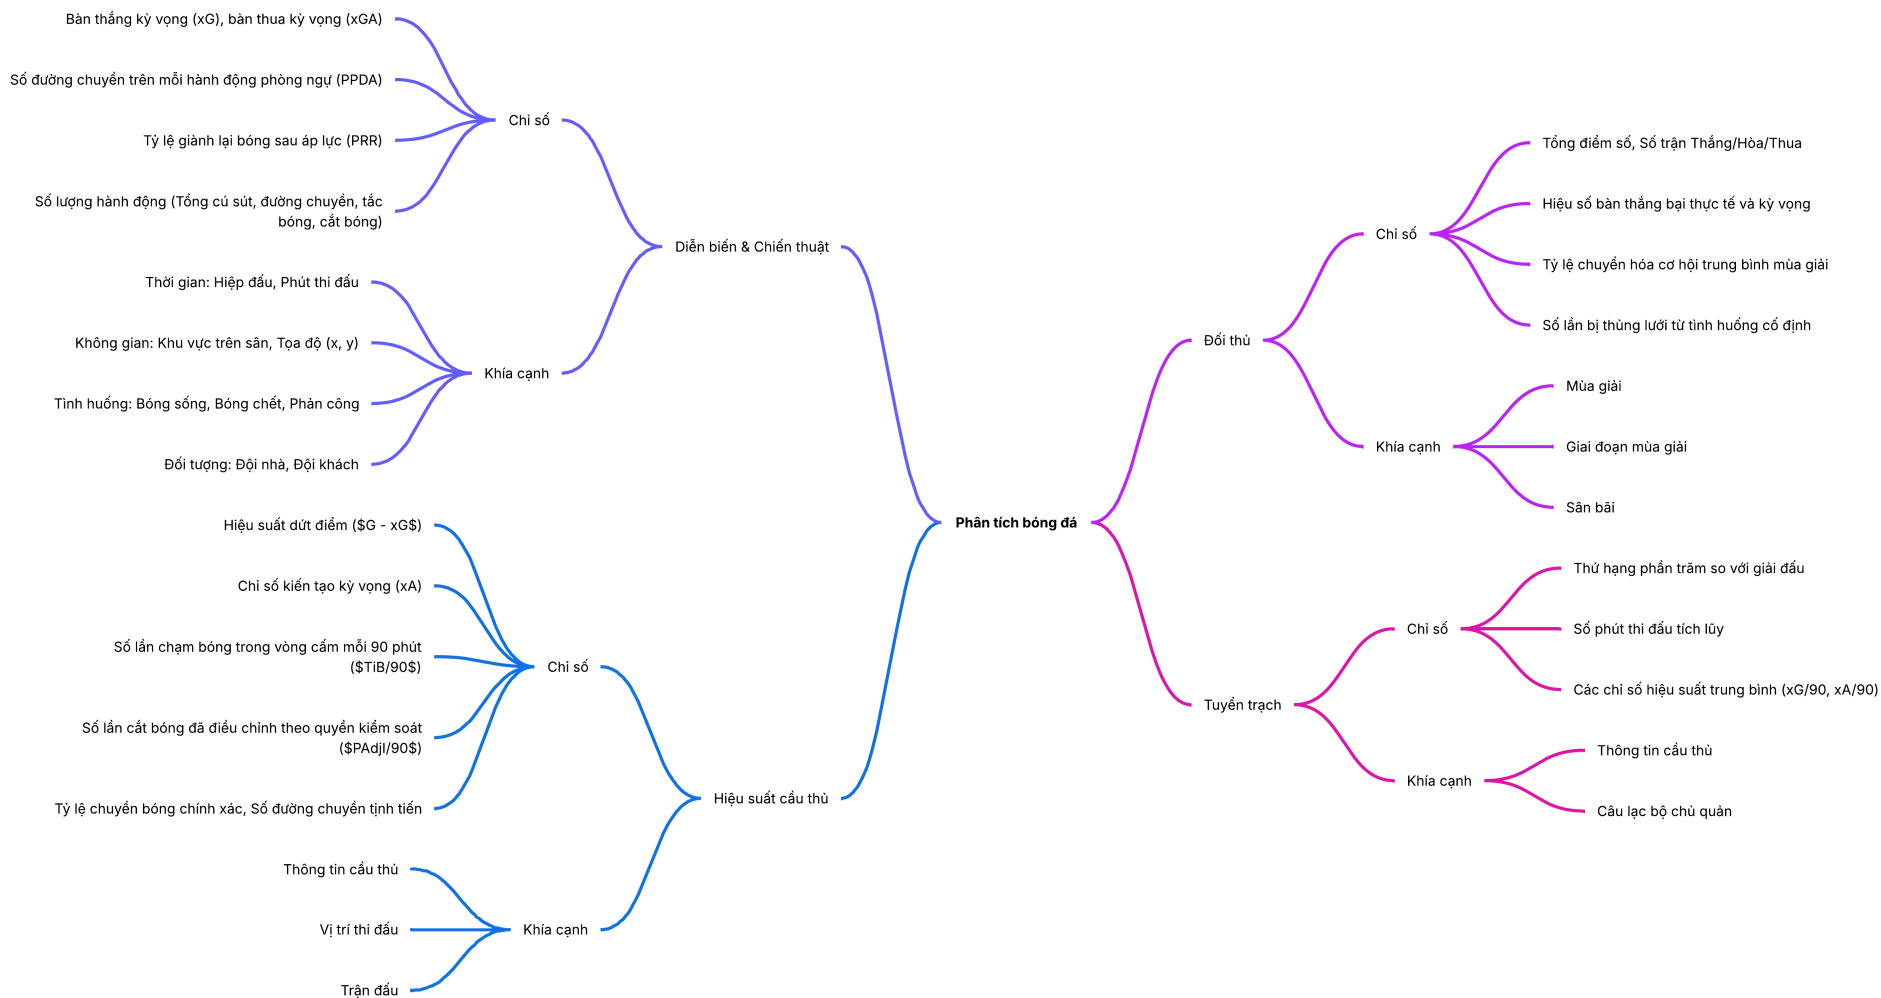 Bàn thắng kỳ vọng (xG), bàn thua kỳ vọng (xGA)
Số đường chuyền trên mỗi hành động phòng ngự (PPDA)
Tỷ lệ giành lại bóng sau áp lực (PRR)
Số lượng hành động (Tổng cú sút, đường chuyền, tắc
bóng, cắt bóng)
Chỉ số
Thời gian: Hiệp đấu, Phút thi đấu
Không gian: Khu vực trên sân, Tọa độ (x, y)
Tình huống: Bóng sống, Bóng chết, Phản công
Đối tượng: Đội nhà, Đội khách
Khía cạnh
Diễn biến & Chiến thuật
Hiệu suất dứt điểm ($G - xG$)
Chỉ số kiến tạo kỳ vọng (xA)
Số lần chạm bóng trong vòng cấm mỗi 90 phút
($TiB/90$)
Số lần cắt bóng đã điều chỉnh theo quyền kiểm soát
($PAdjI/90$)
Tỷ lệ chuyền bóng chính xác, Số đường chuyền tịnh tiến
Chỉ số
Thông tin cầu thủ
Vị trí thi đấu
Trận đấu
Khía cạnh
Hiệu suất cầu thủ
Phân tích bóng đá
Đối thủ
Chỉ số
Tổng điểm số, Số trận Thắng/Hòa/Thua
Hiệu số bàn thắng bại thực tế và kỳ vọng
Tỷ lệ chuyển hóa cơ hội trung bình mùa giải
Số lần bị thủng lưới từ tình huống cố định
Khía cạnh
Mùa giải
Giai đoạn mùa giải
Sân bãi
Tuyển trạch
Chỉ số
Thứ hạng phần trăm so với giải đấu
Số phút thi đấu tích lũy
Các chỉ số hiệu suất trung bình (xG/90, xA/90)
Khía cạnh
Thông tin cầu thủ
Câu lạc bộ chủ quản